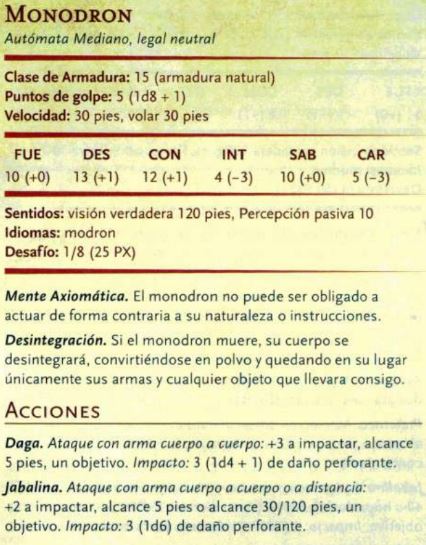 MONODRON
Autómata Mediano, legal neutral
Clase de Armadura: 15 (armadura natural)
Puntos de golpe: 5 (1d8 + 1)
Velocidad: 30 pies, volar 30 pies
FUE DES CON INT SAB CAR
10 (+0) 13 (+1) 12 (+1) 4 (−3) 10 (+0) 5 (−3)
Sentidos: visión verdadera 120 pies, Percepción pasiva 10
Idiomas: modron
Desafío: 1/8 (25 PX)
Mente Axiomática. El monodron no puede ser obligado a
actuar de forma contraria a su naturaleza o instrucciones.
Desintegración. Si el monodron muere, su cuerpo se
desintegrará, convirtiéndose en polvo y quedando en su lugar
únicamente sus armas y cualquier objeto que llevara consigo.
ACCIONES
Daga. Ataque con arma cuerpo a cuerpo: +3 a impactar, alcance
5 pies, un objetivo. Impacto: 3 (1d4 + 1) de daño perforante.
Jabalina. Ataque con arma cuerpo a cuerpo o a distancia:
+2 a impactar, alcance 5 pies o alcance 30/120 pies, un
objetivo. Impacto: 3 (1d6) de daño perforante.